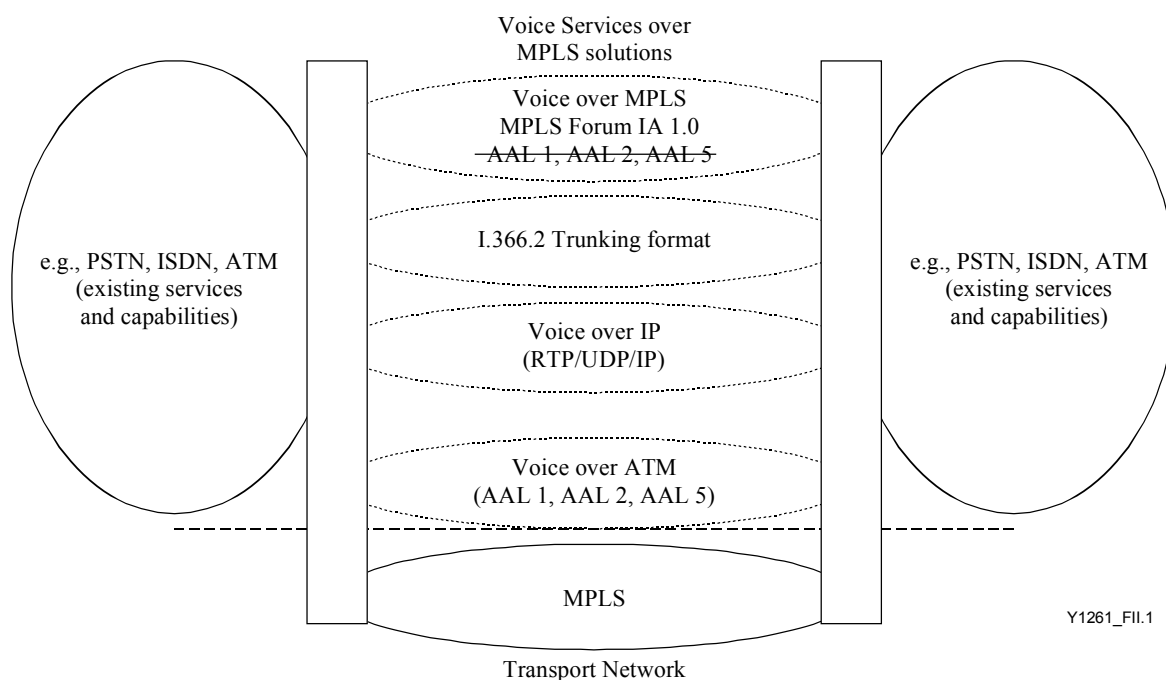 Voice Services over
MPLS solutions
Voice over MPLS
MPLS Forum IA 1.0
AAL 1, AAL 2, AAL 5
I.366.2 Trunking format
e.g., PSTN, ISDN, ATM
(existing services
and capabilities)
e.g., PSTN, ISDN, ATM
(existing services
and capabilities)
Voice over IP
(RTP/UDP/IP)
Voice over ATM
(AAL 1, AAL 2, AAL 5)
MPLS
Y1261_FII.1
Transport Network